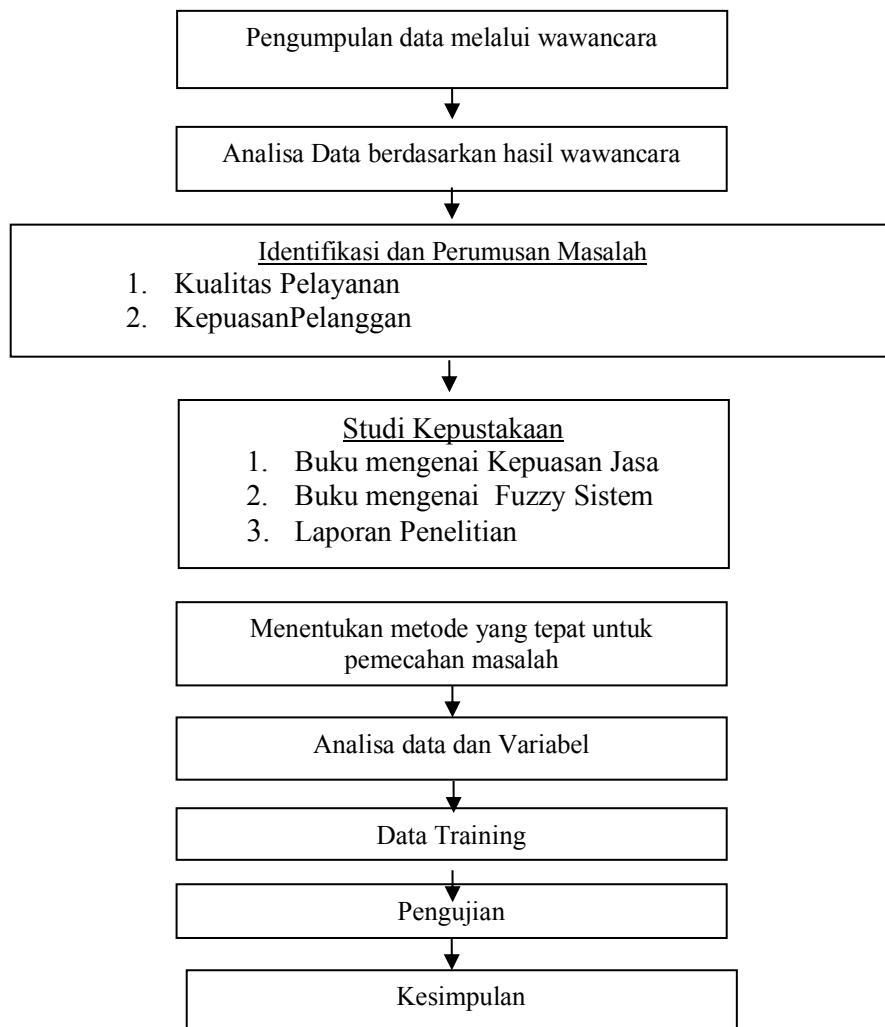 Pengumpulan data melalui wawancara
Analisa Data berdasarkan hasil wawancara
Identifikasi dan Perumusan Masalah
1. Kualitas Pelayanan
2. KepuasanPelanggan
Studi Kepustakaan
1. Buku mengenai Kepuasan Jasa
2. Buku mengenai Fuzzy Sistem
3. Laporan Penelitian
Menentukan metode yang tepat untuk
pemecahan masalah
Analisa data dan Variabel
Data Training
Pengujian
Kesimpulan